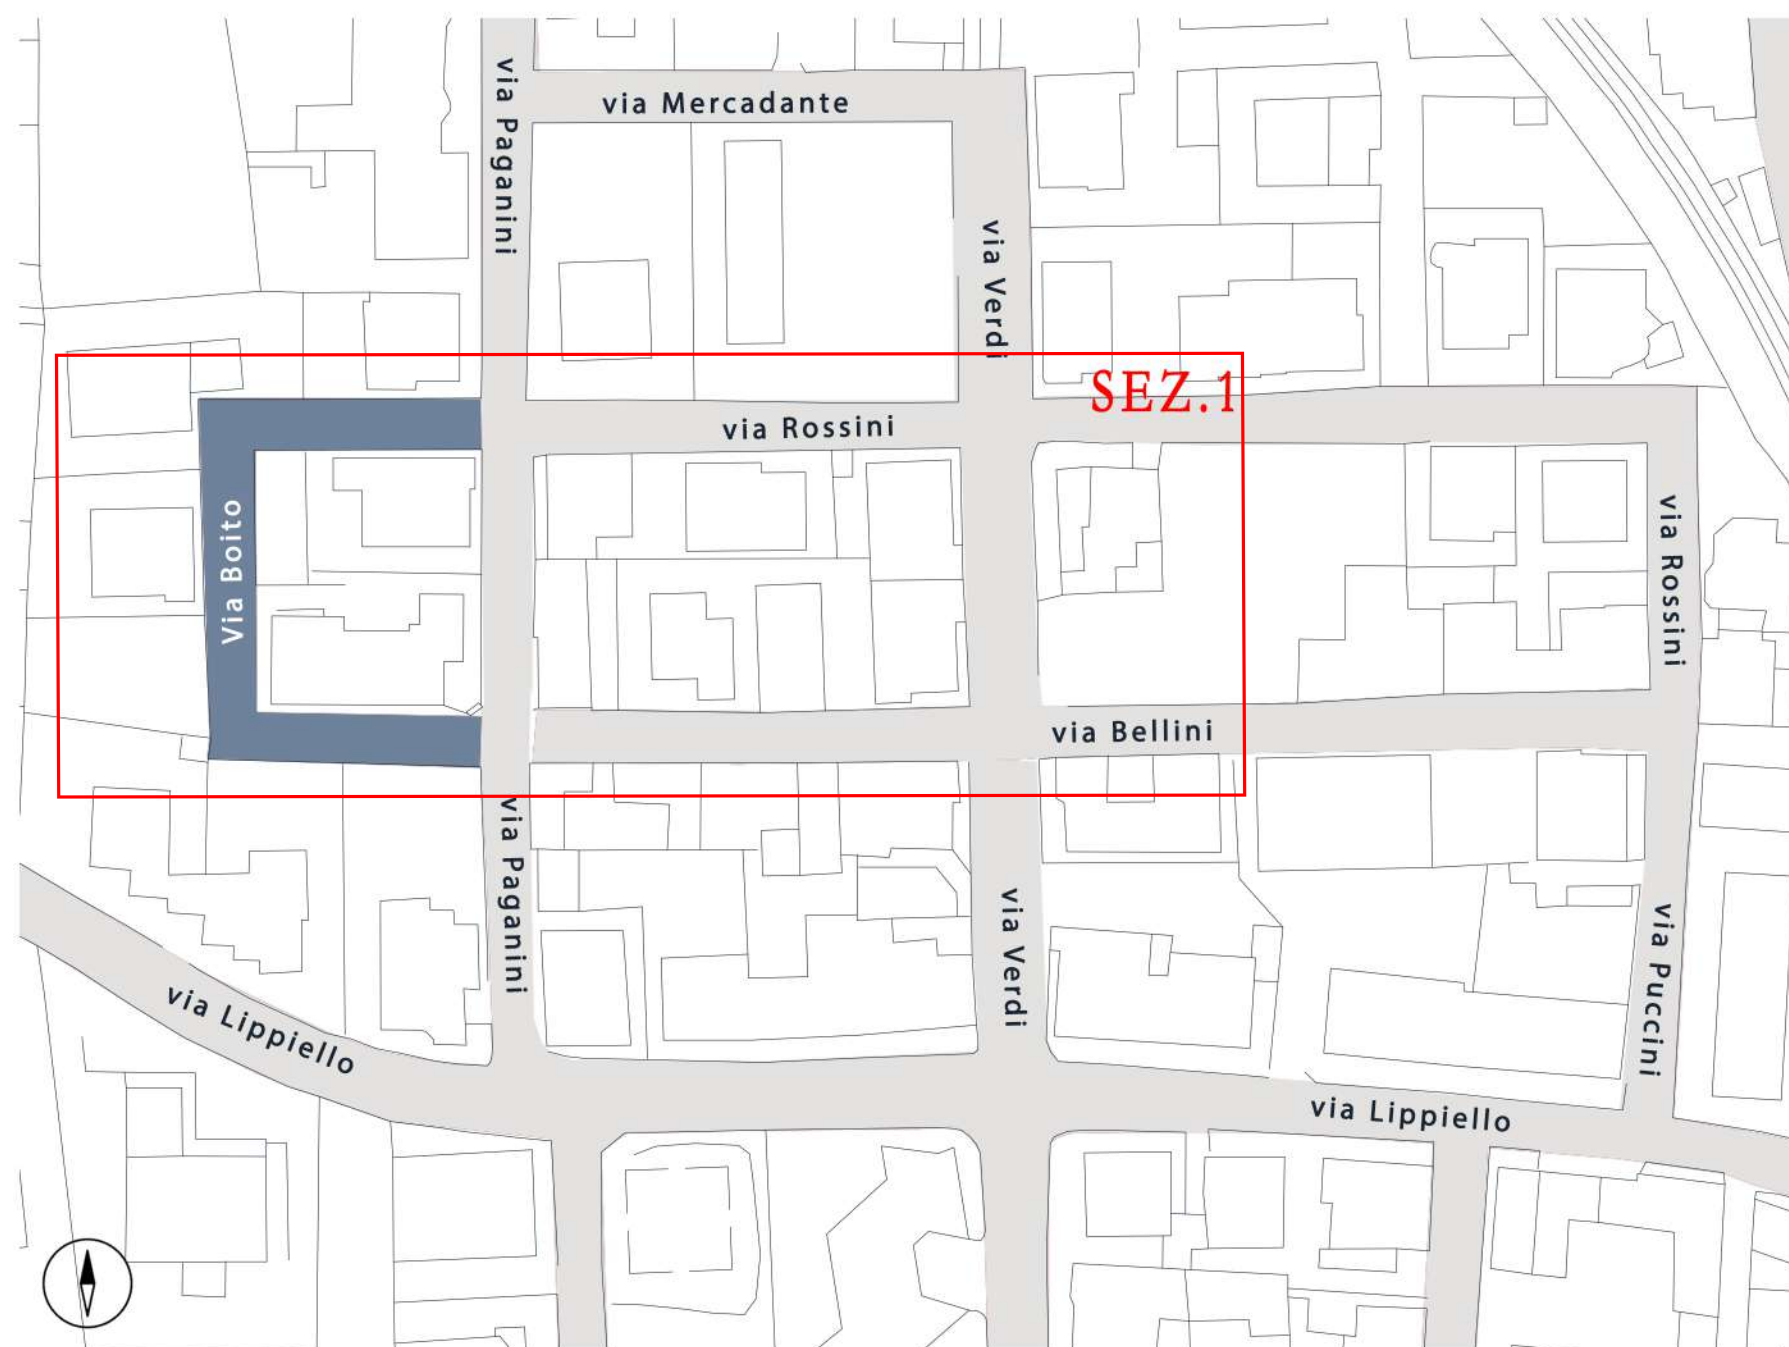 via Paganini
via Mercadante
via Verdi
SEZ.1
via Rossini
Via Boito
via Rossini
via Bellini
via Paganini
via Verdi
via Puccini
via Lippiello
via Lippiello